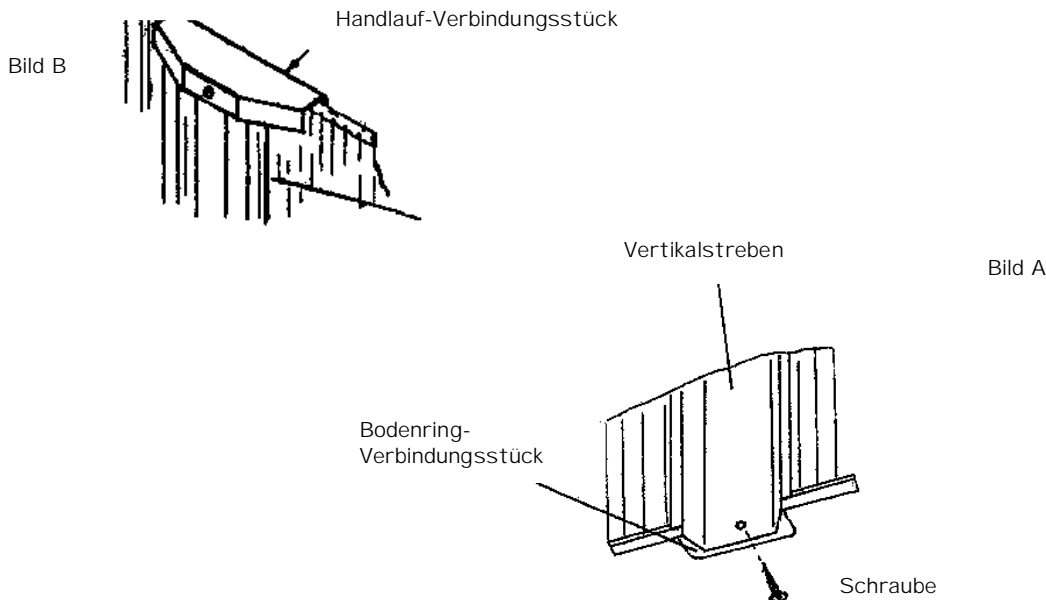 Handlauf-Verbindungsstück
Bild B
Vertikalstreben
Bild A
Bodenring-
Verbindungsstück
Schraube